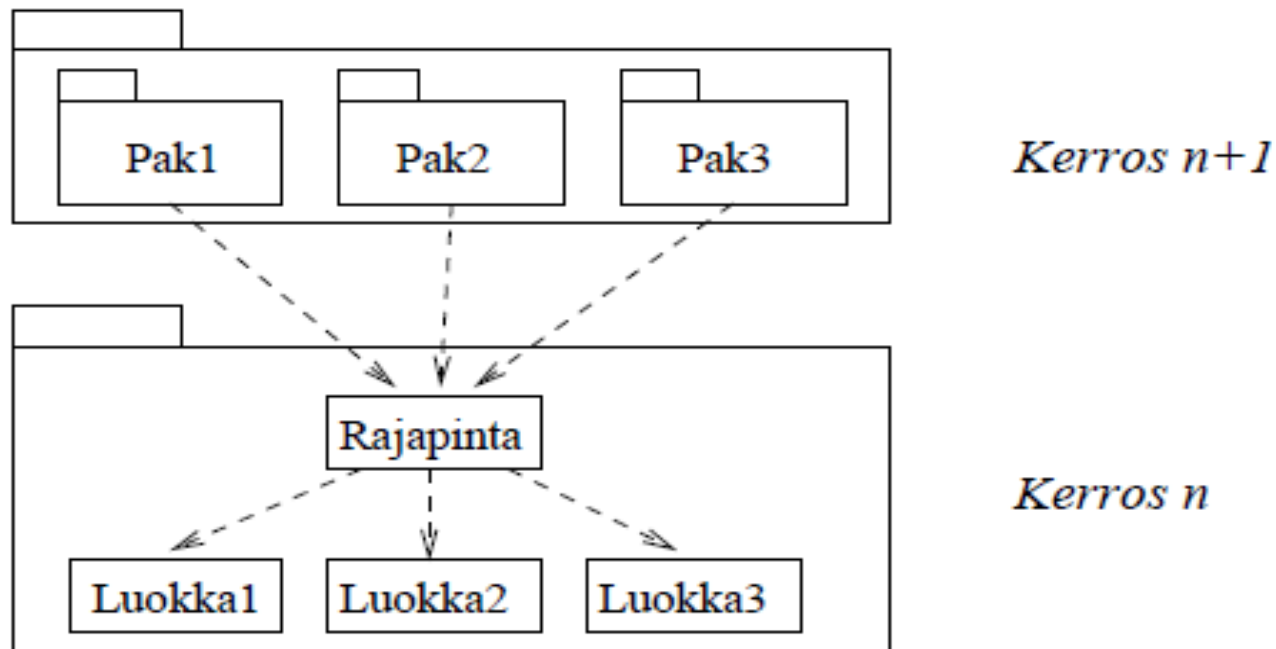 Pak1
Pak2
Pak3
Kerros n+1
Rajapinta
Kerros n
Luokka1
Luokka2
Luokka3